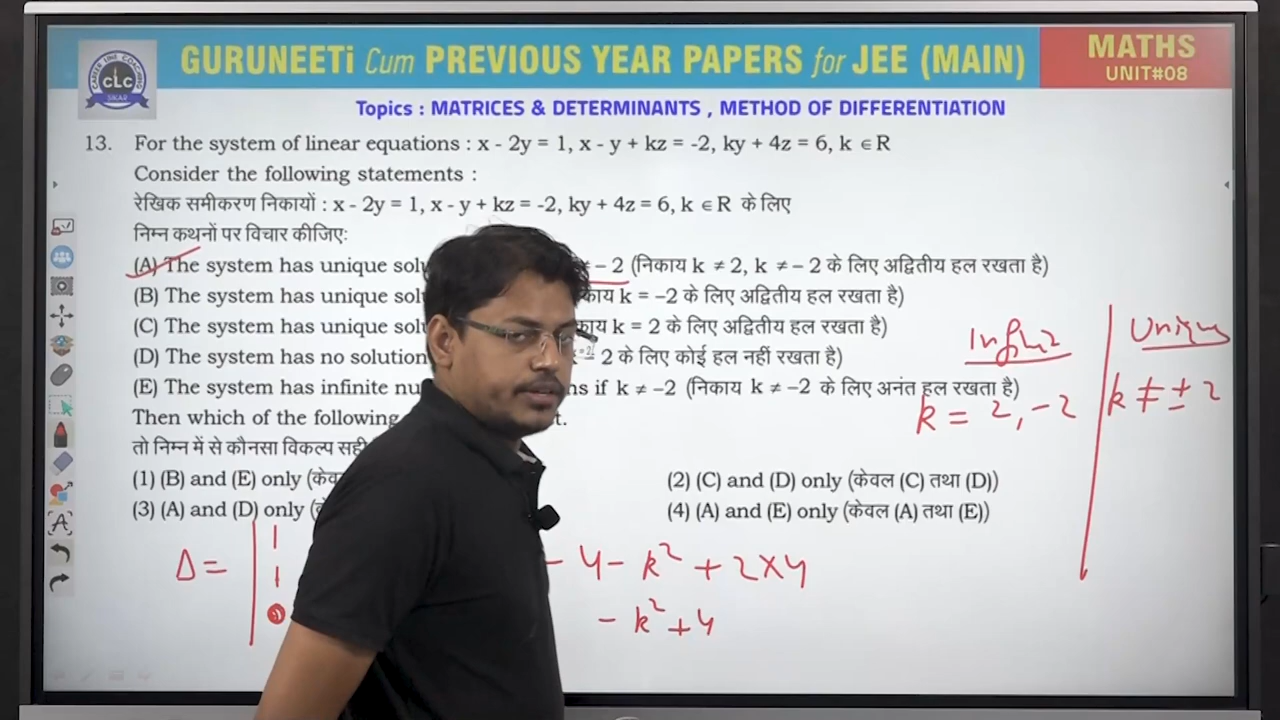 GURUNEETi Cum PREVIOUS YEAR PAPERS for JEE (MAIN)
MATHS
UNIT#08
CLC
SIKAR
Topics : MATRICES & DETERMINANTS , METHOD OF DIFFERENTIATION
13. For the system of linear equations : x - 2y = 1, x - y + kz = -2, ky + 4z = 6, k ∈ R
Consider the following statements :
रेखिक समीकरण निकायों : x - 2y = 1, x - y + kz = -2, ky + 4z = 6, k ∈ R के लिए
निम्न कथनों पर विचार कीजिए:
(A) The system has unique ≠ – 2 (निकाय k ≠ 2, k ≠ – 2 के लिए अद्वितीय हल रखता है)
(B) The system has unique k = –2 के लिए अद्वितीय हल रखता है)
(C) The system has unique k = 2 के लिए अद्वितीय हल रखता है)
(D) The system has no solution 2 के लिए कोई हल नहीं रखता है)
(E) The system has infinite if k ≠ –2 (निकाय k ≠ –2 के लिए अनंत हल रखता है)
Then which of the following
तो निम्न में से कौनसा विकल्प सही
(1) (B) and (E) only
(2) (C) and (D) only (केवल (C) तथा (D))
(3) (A) and (D) only
(4) (A) and (E) only (केवल (A) तथा (E))
Unique
k = 2, -2
k ≠ ± 2
Δ =
1
1
0
- 4 - k² + 2×4
- k² + 4